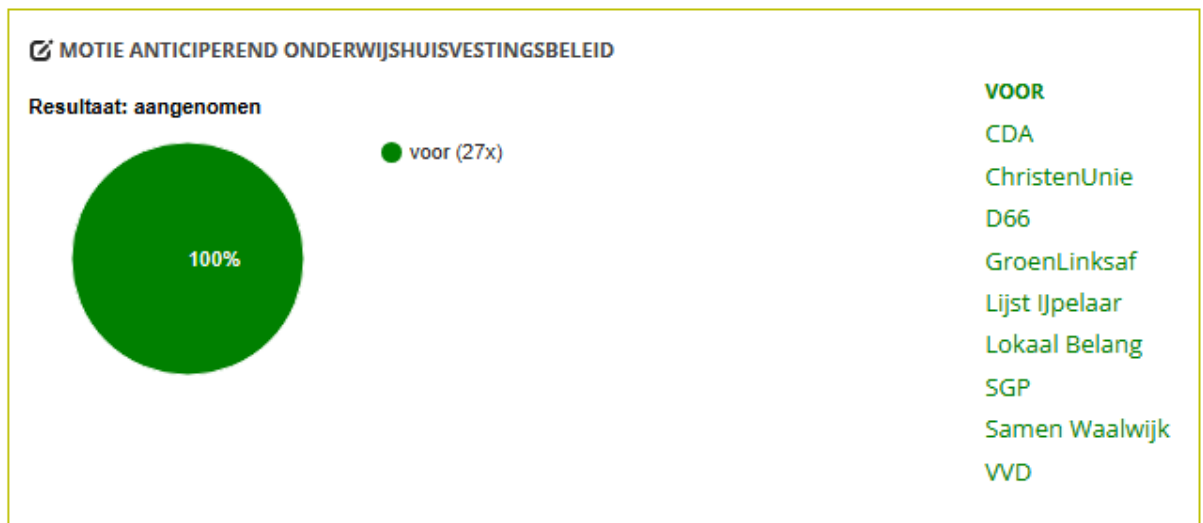 MOTIE ANTICIPEREND ONDERWIJSHUISVESTINGSBELEID
Resultaat: aangenomen
voor (27x)
100%
VOOR
CDA
ChristenUnie
D66
GroenLinksaf
Lijst IJpelaar
Lokaal Belang
SGP
Samen Waalwijk
VVD